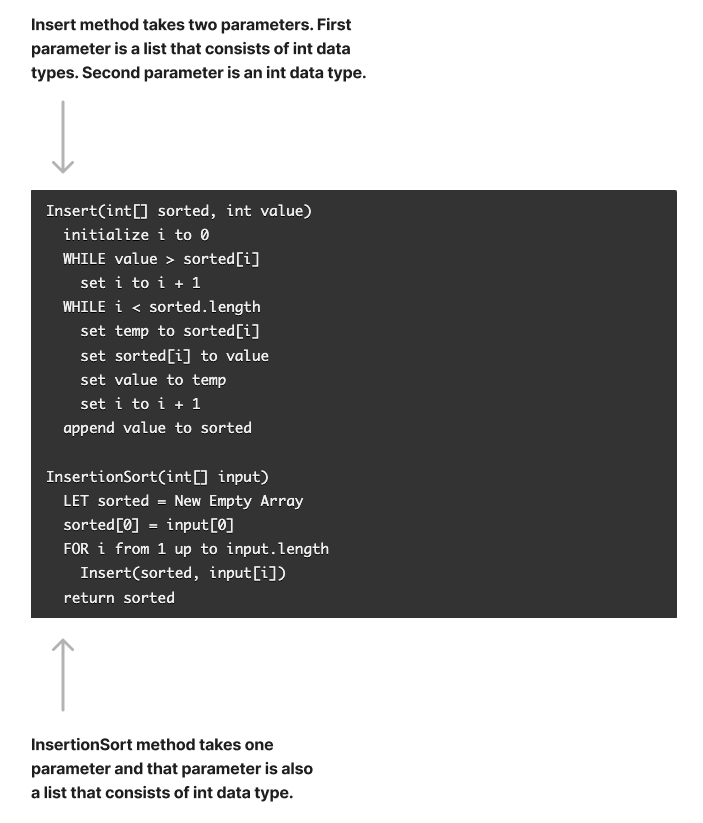 Insert method takes two parameters. First
parameter is a list that consists of int data
types. Second parameter is an int data type.
Insert(int[] sorted, int value)
  initialize i to 0
  WHILE value > sorted[i]
    set i to i + 1
  WHILE i < sorted.length
    set temp to sorted[i]
    set sorted[i] to value
    set value to temp
    set i to i + 1
  append value to sorted
InsertionSort(int[] input)
  LET sorted = New Empty Array
  sorted[0] = input[0]
  FOR i from 1 up to input.length
    Insert(sorted, input[i])
  return sorted
InsertionSort method takes one
parameter and that parameter is also
a list that consists of int data type.